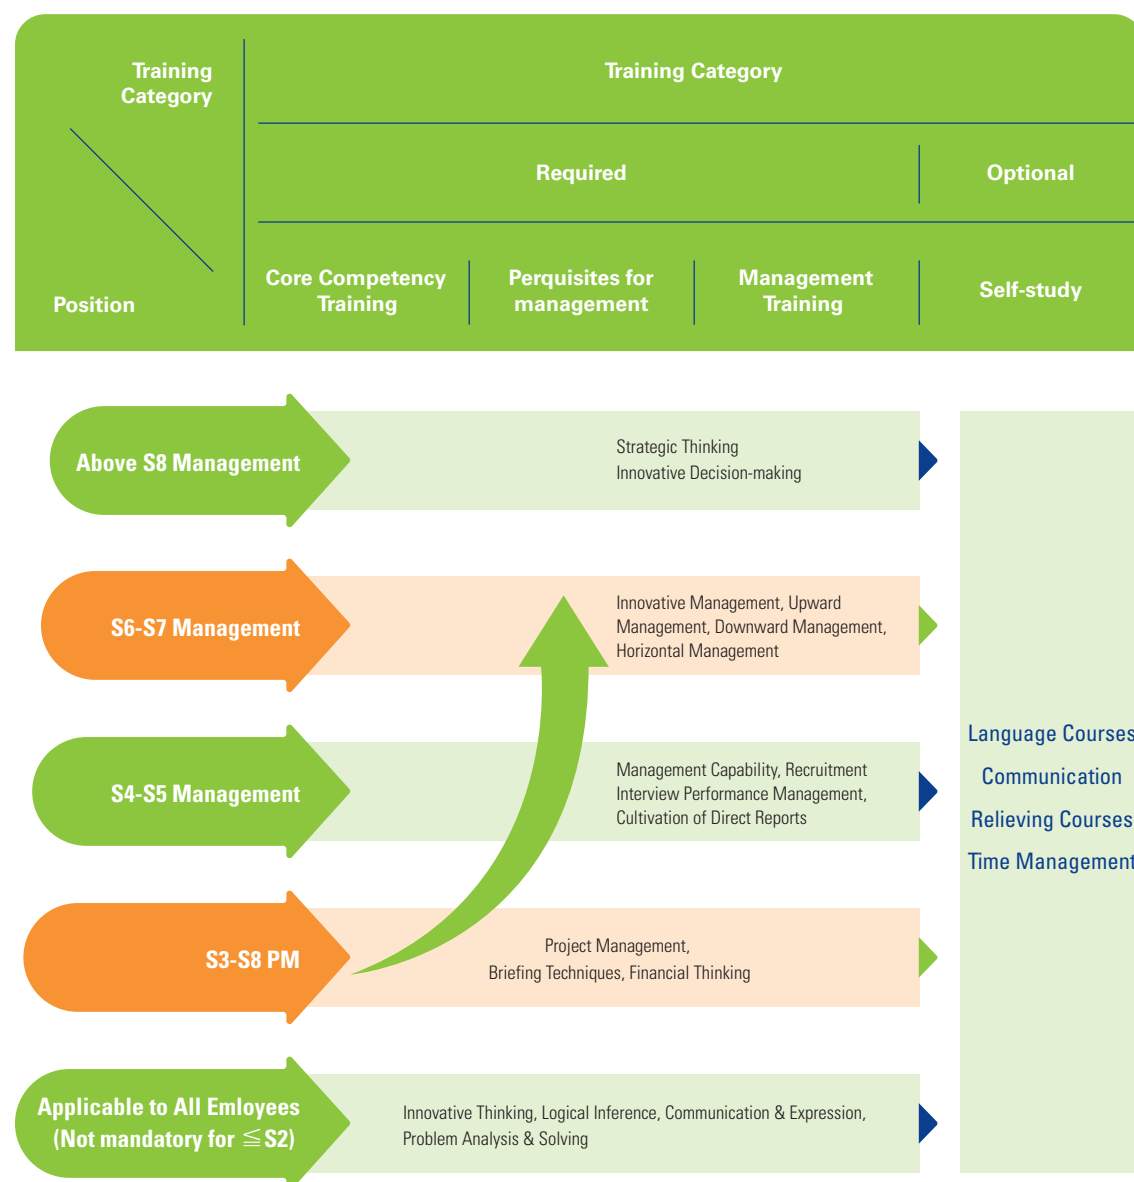 Training
Category
Position
Training Category
Required
Optional
Core Competency
Training
Perquisites for
management
Management
Training
Self-study
Above S8 Management
Strategic Thinking
Innovative Decision-making
S6-S7 Management
Innovative Management, Upward
Management, Downward Management,
Horizontal Management
S4-S5 Management
Management Capability, Recruitment
Interview Performance Management,
Cultivation of Direct Reports
S3-S8 PM
Project Management,
Briefing Techniques, Financial Thinking
Applicable to All Emloyees
(Not mandatory for ≦S2)
Innovative Thinking, Logical Inference, Communication & Expression,
Problem Analysis & Solving
Language Courses
Communication
Relieving Courses
Time Management